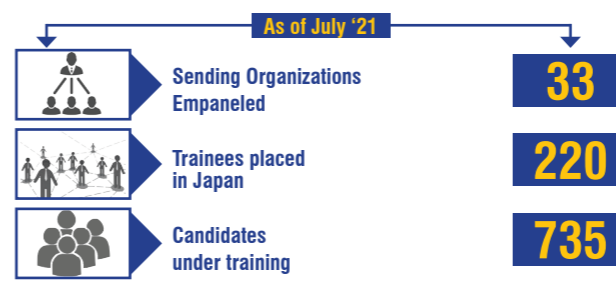 As of July ‘21
Sending Organizations
Empaneled
33
Trainees placed
in Japan
220
Candidates
under training
735